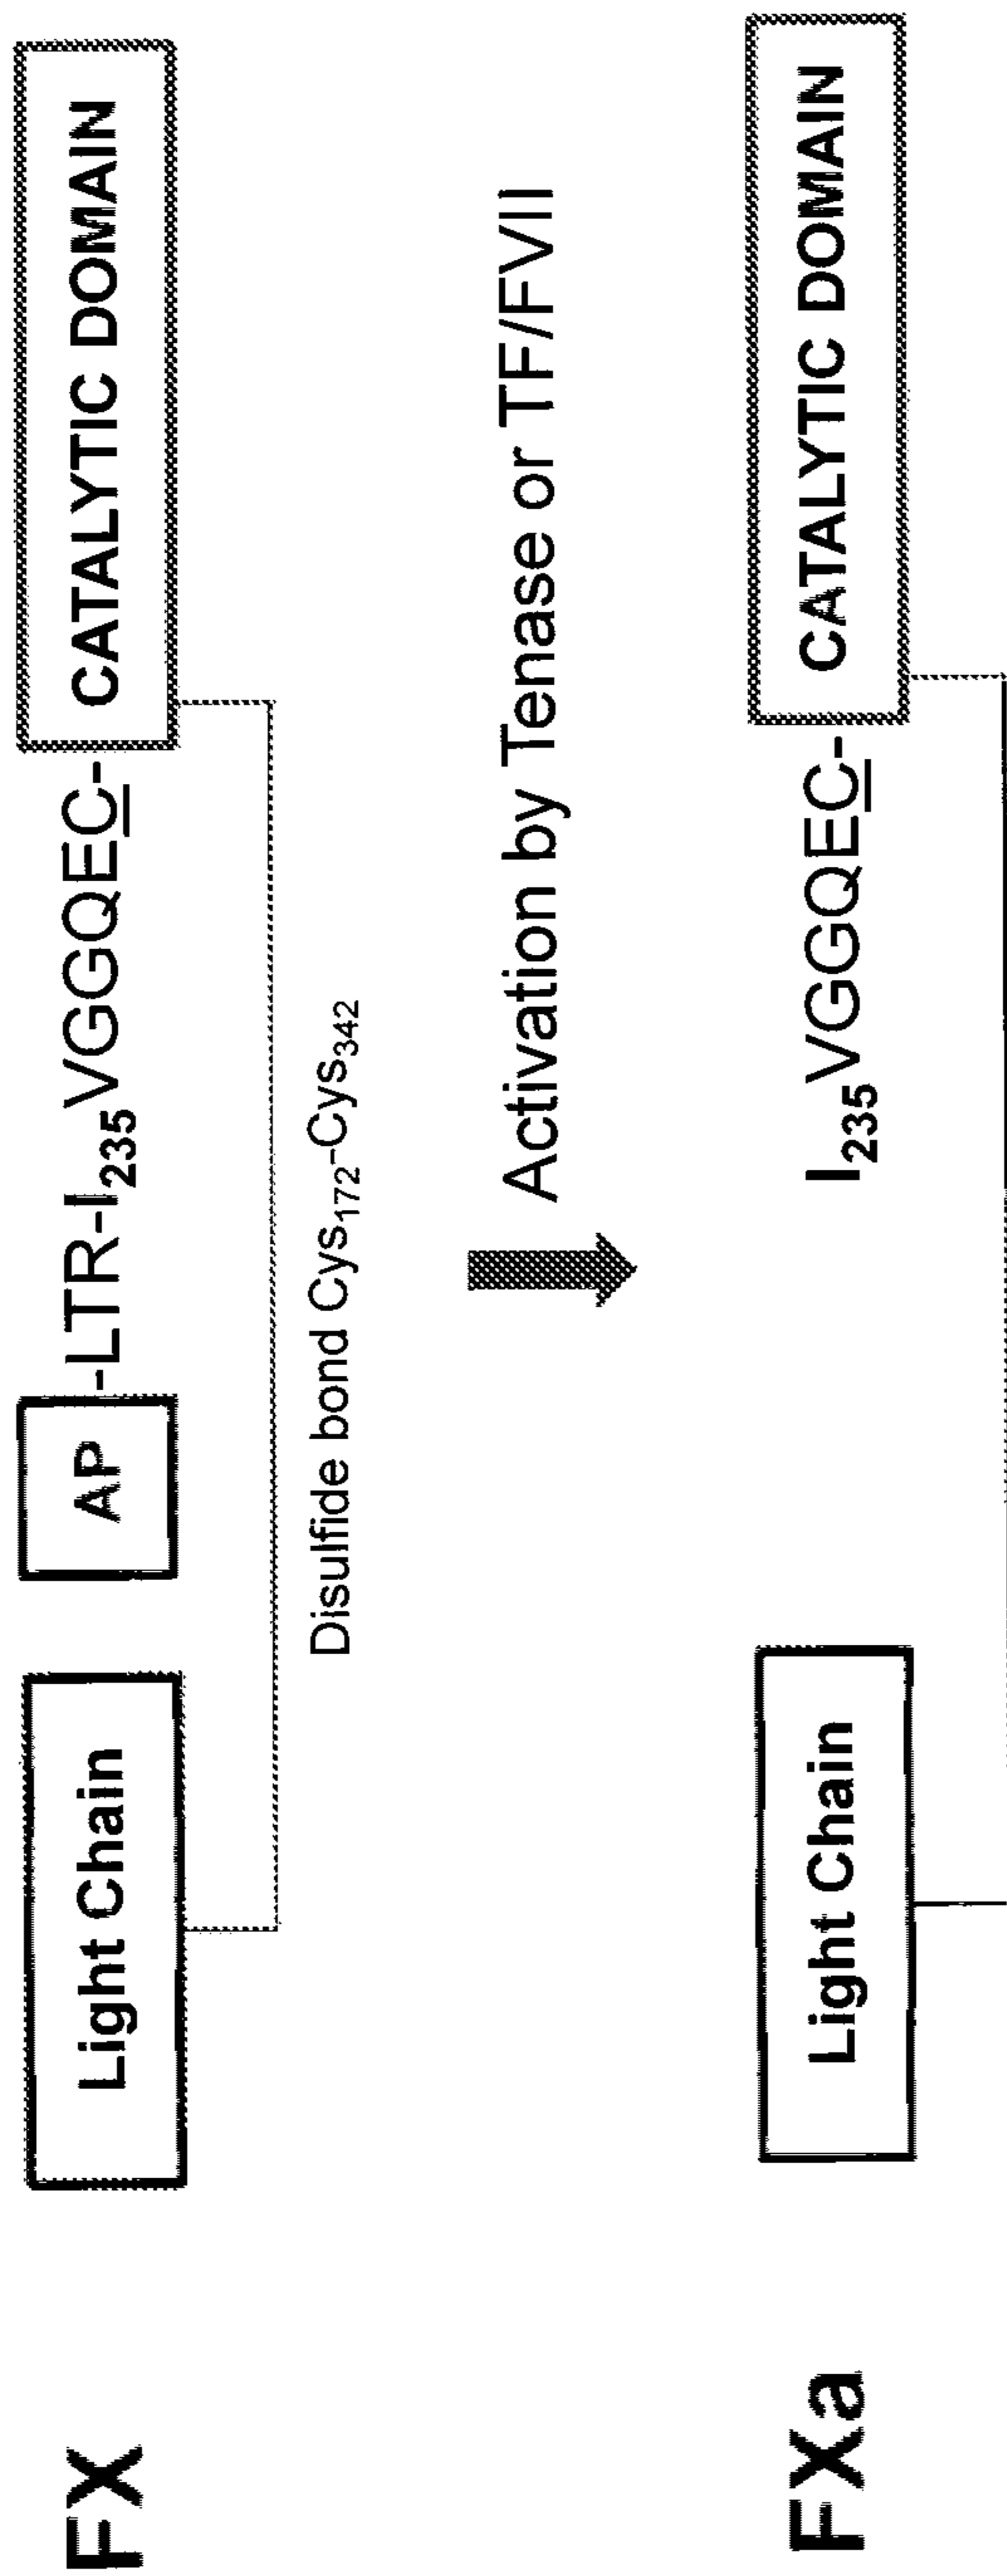 FX Light Chain AP -LTR-I235VGGQEC- CATALYTIC DOMAIN
Disulfide bond Cys172-Cys342
Activation by Tenase or TF/FVII
FXa Light Chain I235VGGQEC- CATALYTIC DOMAIN